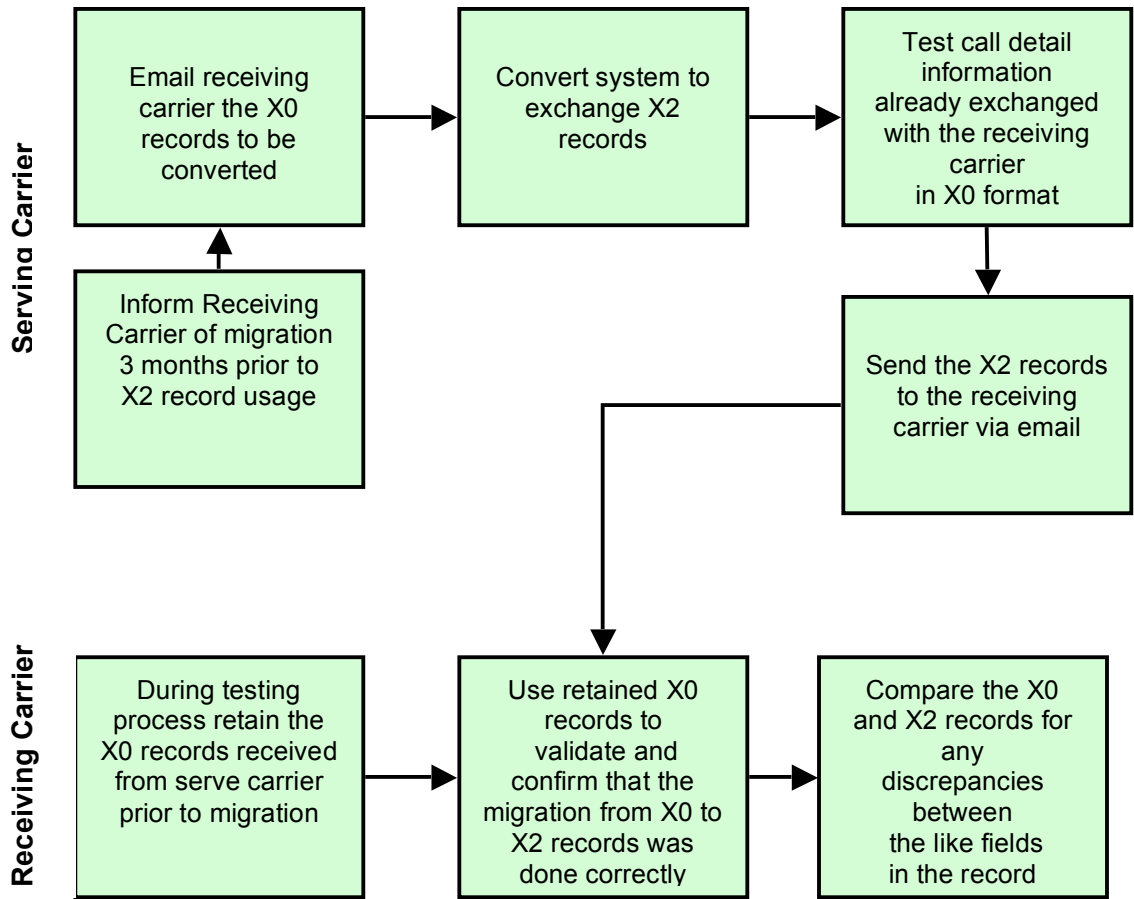 Serving Carrier
Email receiving
carrier the X0
records to be
converted
Convert system to
exchange X2
records
Test call detail
information
already exchanged
with the receiving
carrier
in X0 format
Inform Receiving
Carrier of migration
3 months prior to
X2 record usage
Send the X2 records
to the receiving
carrier via email
Receiving Carrier
During testing
process retain the
X0 records received
from serve carrier
prior to migration
Use retained X0
records to
validate and
confirm that the
migration from X0 to
X2 records was
done correctly
Compare the X0
and X2 records for
any
discrepancies
between
the like fields
in the record